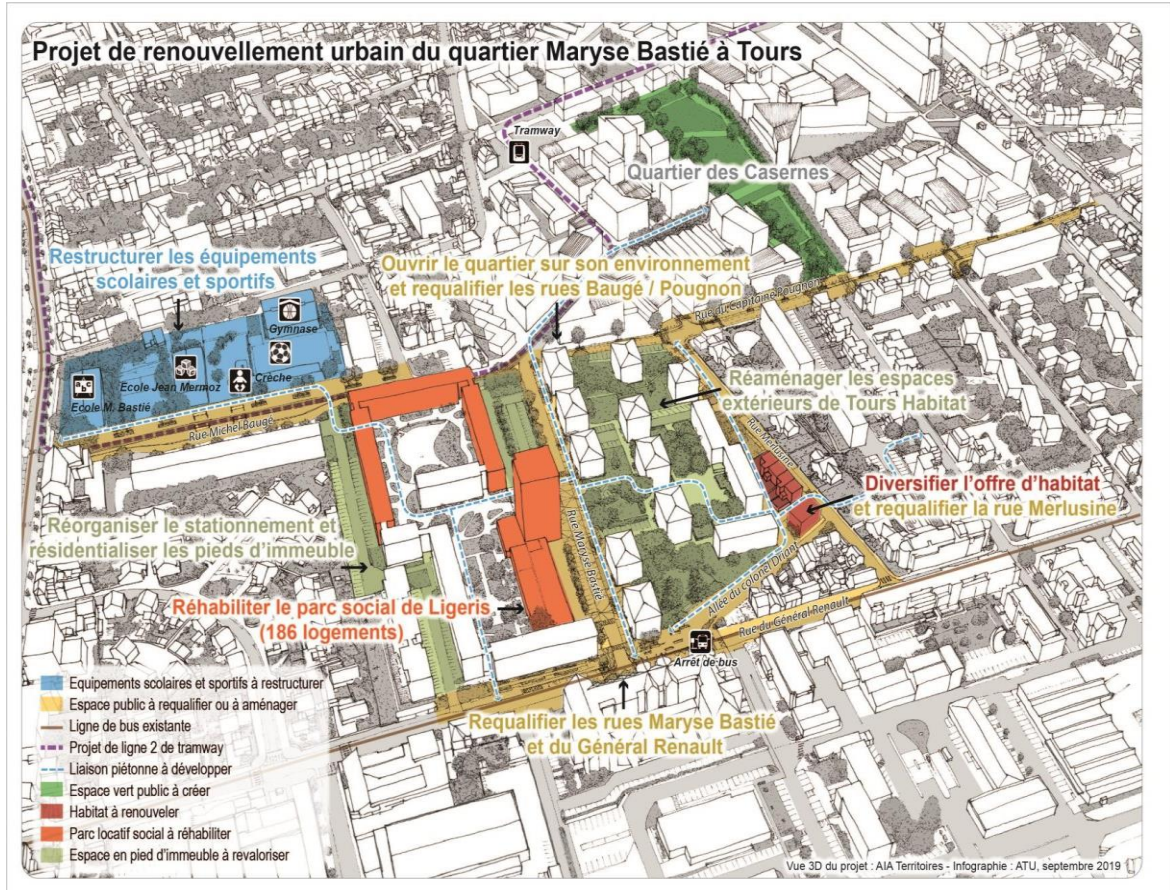 Projet de renouvellement urbain du quartier Maryse Bastié à Tours
Tramway
Quartier des Casernes
Restructurer les équipements
scolaires et sportifs
Ouvrir le quartier sur son environnement
et requalifier les rues Baugé / Pougnon
Rue du Capitaine Pougnon
Gymnase
Ecole Jean Mermoz
Crèche
abc
Ecole M. Bastié
Rue Michel Baugé
Réaménager les espaces
extérieurs de Tours Habitat
Rue Merlusine
Diversifier l'offre d'habitat
et requalifier la rue Merlusine
Réorganiser le stationnement et
résidentialiser les pieds d'immeuble
Rue Maryse Bastié
Allée du colonel Drian
Rue du Général Renault
Réhabiliter le parc social de Ligeris
(186 logements)
Arrêt de bus
Requalifier les rues Maryse Bastié
et du Général Renault
Equipements scolaires et sportifs à restructurer
Espace public à requalifier ou à aménager
Ligne de bus existante
Projet de ligne 2 de tramway
Liaison piétonne à développer
Espace vert public à créer
Habitat à renouveler
Parc locatif social à réhabiliter
Espace en pied d'immeuble à revaloriser
Vue 3D du projet : AIA Territoires - Infographie : ATU, septembre 2019